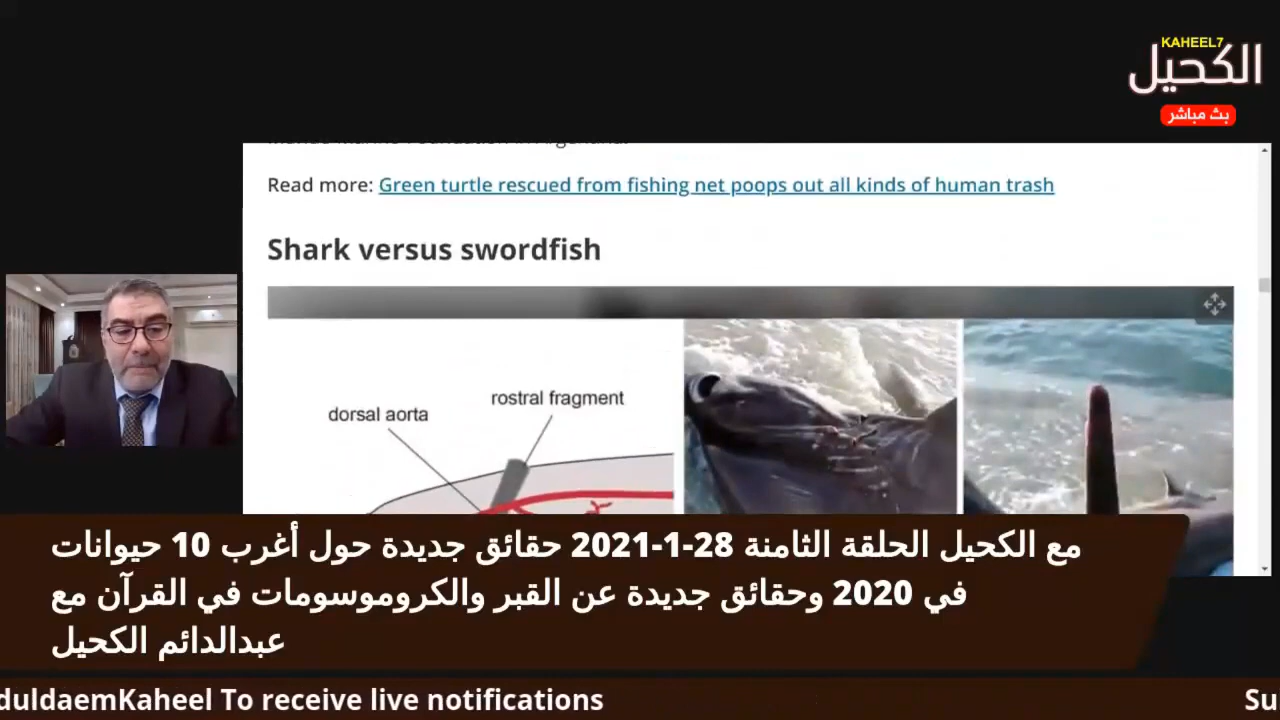 KAHEEL7
الكحيل
بث مباشر
Read more: Green turtle rescued from fishing net poops out all kinds of human trash
Shark versus swordfish
rostral fragment
dorsal aorta
مع الكحيل الحلقة الثامنة 28-1-2021 حقائق جديدة حول أغرب 10 حيوانات
في 2020 وحقائق جديدة عن القبر والكروموسومات في القرآن مع
عبدالدائم الكحيل
duldaemKaheel To receive live notifications
Su